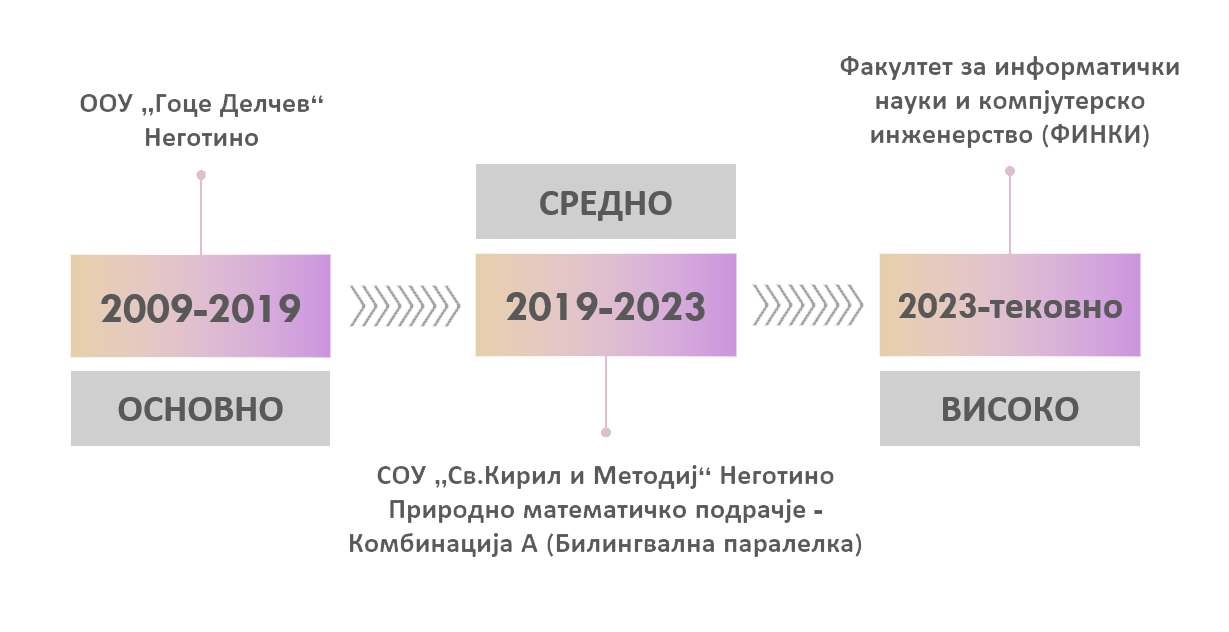 ООУ „Гоце Делчев“
Неготино
2009-2019
ОСНОВНО
СРЕДНО
2019-2023
СОУ „Св.Кирил и Методиј“ Неготино
Природно математичко подрачје -
Комбинација А (Билингвална паралелка)
Факултет за информатички
науки и компјутерско
инженерство (ФИНКИ)
2023-тековно
ВИСОКО